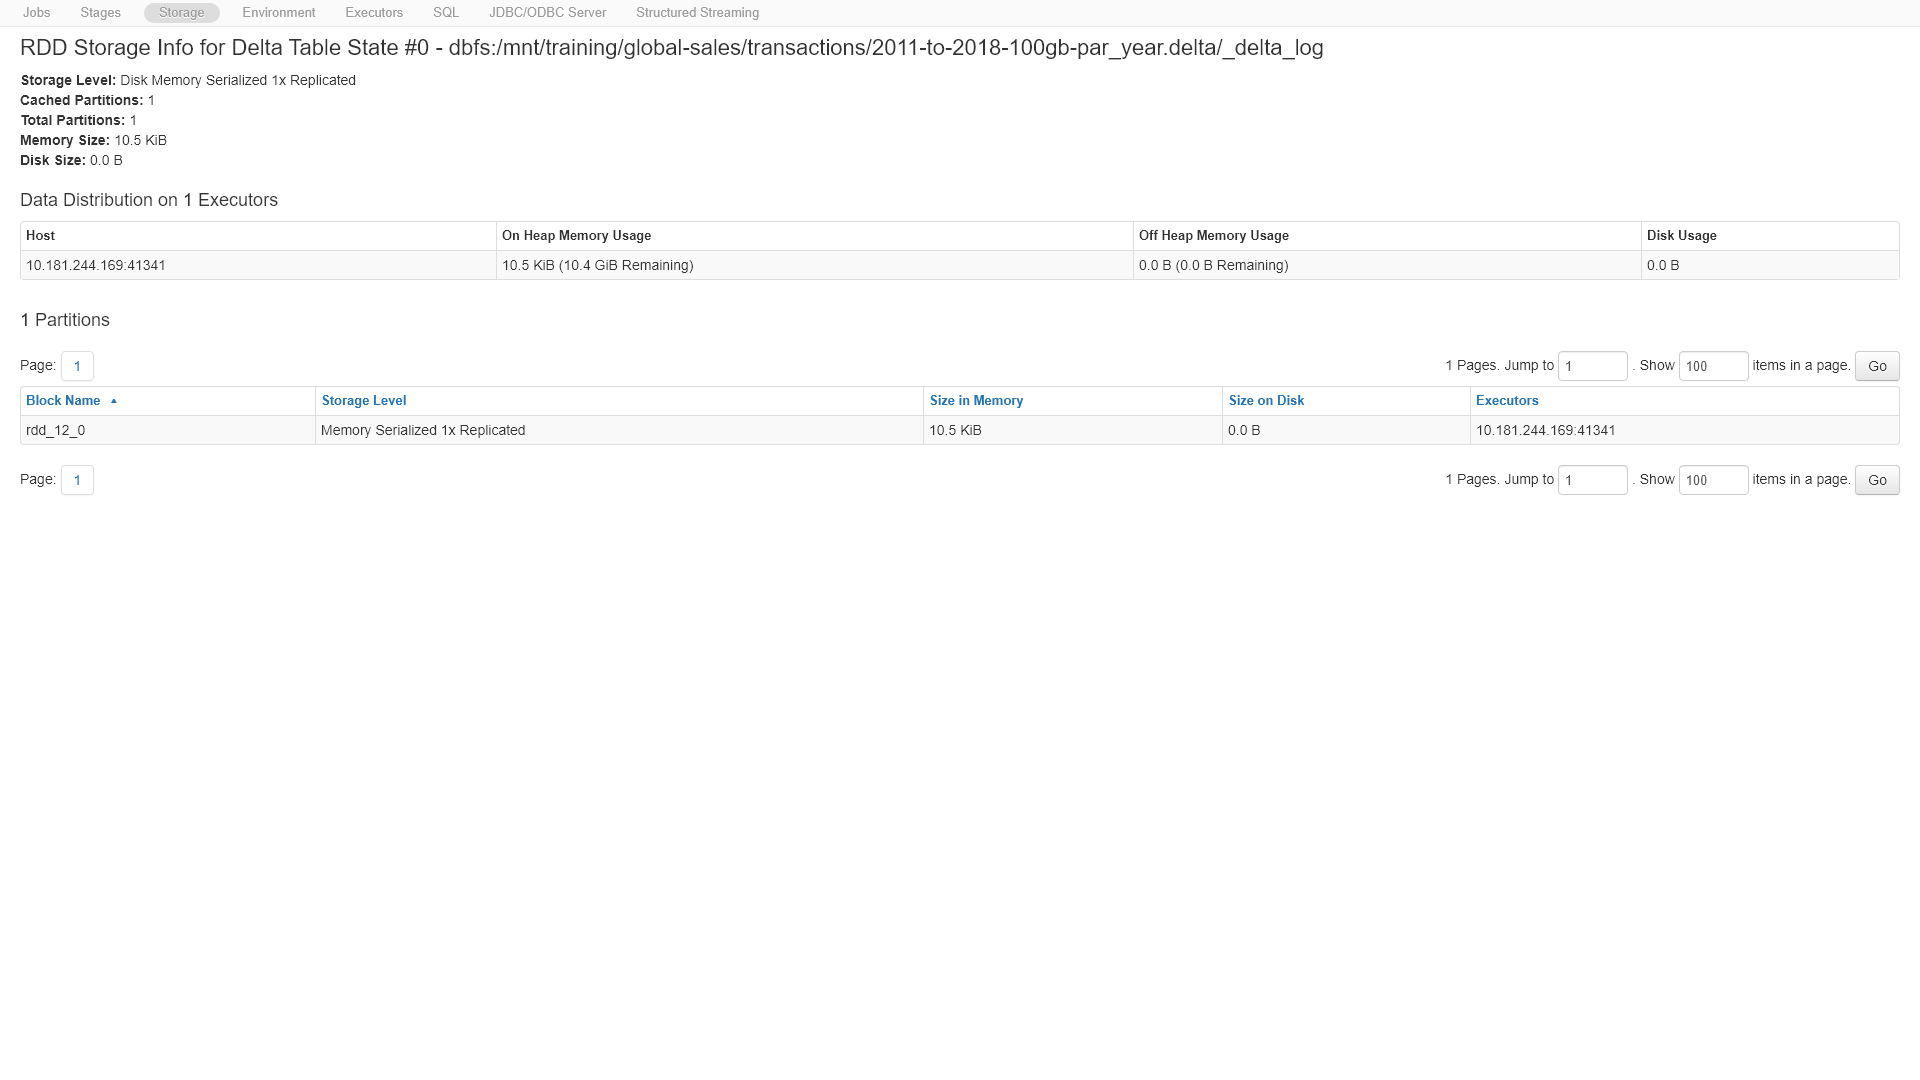 Jobs Stages Storage Environment Executors SQL JDBC/ODBC Server Structured Streaming
RDD Storage Info for Delta Table State #0 - dbfs:/mnt/training/global-sales/transactions/2011-to-2018-100gb-par_year.delta/_delta_log
Storage Level: Disk Memory Serialized 1x Replicated
Cached Partitions: 1
Total Partitions: 1
Memory Size: 10.5 KiB
Disk Size: 0.0 B
Data Distribution on 1 Executors
Host On Heap Memory Usage Off Heap Memory Usage Disk Usage
10.181.244.169:41341 10.5 KiB (10.4 GiB Remaining) 0.0 B (0.0 B Remaining) 0.0 B
1 Partitions
Page: 1 1 Pages. Jump to 1 . Show 100 items in a page. Go
Block Name ▲ Storage Level Size in Memory Size on Disk Executors
rdd_12_0 Memory Serialized 1x Replicated 10.5 KiB 0.0 B 10.181.244.169:41341
Page: 1 1 Pages. Jump to 1 . Show 100 items in a page. Go